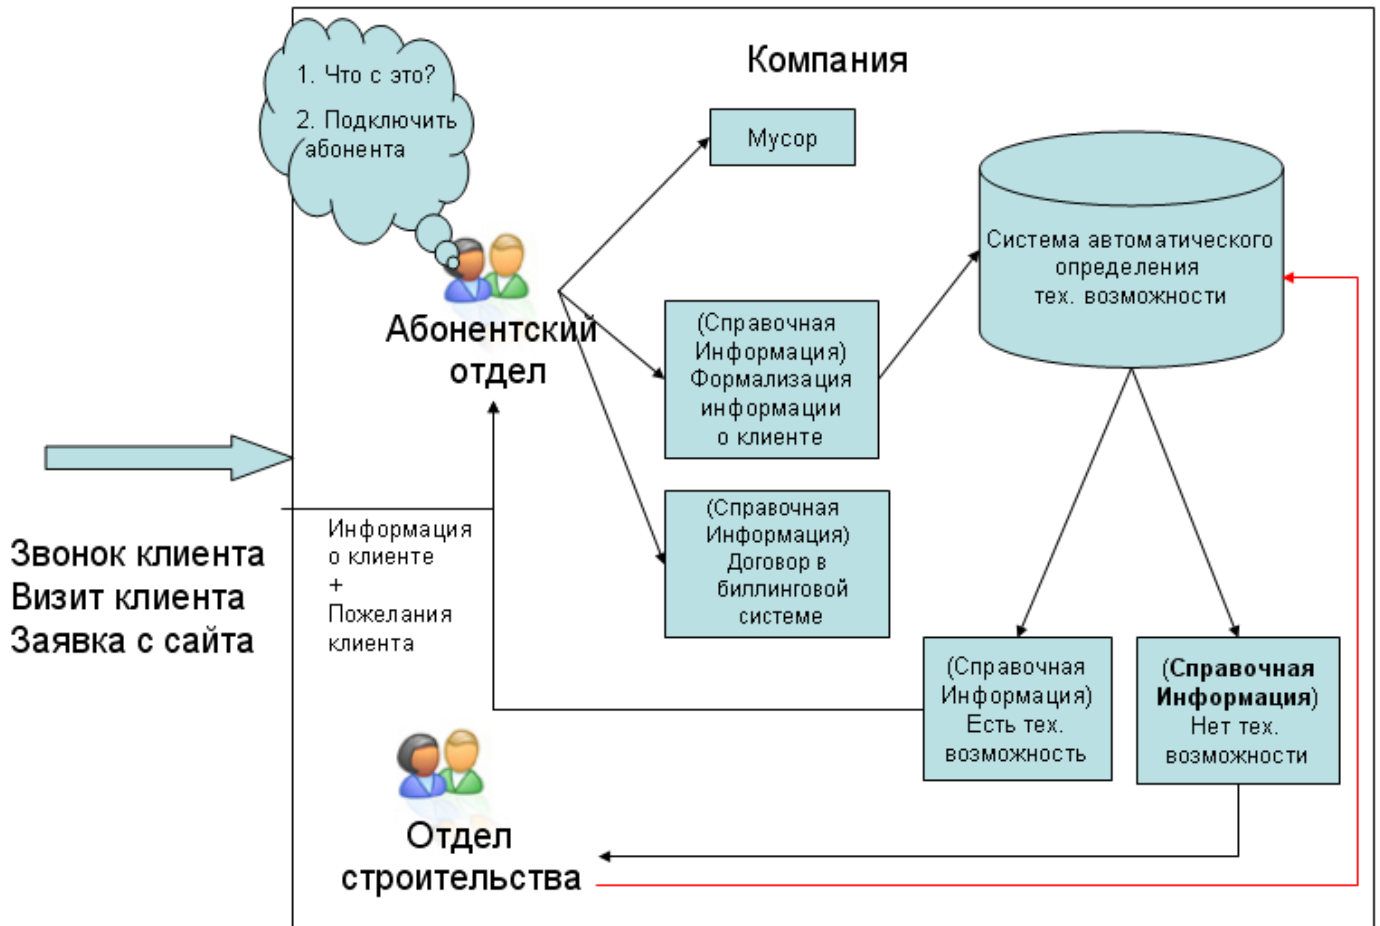 Компания
1. Что с это?
2. Подключить
абонента
Мусор
Система автоматического
определения
тех. возможности
Абонентский
отдел
(Справочная
Информация)
Формализация
информации
о клиенте
(Справочная
Информация)
Договор в
биллинговой
системе
Звонок клиента
Визит клиента
Заявка с сайта
Информация
о клиенте
+
Пожелания
клиента
(Справочная
Информация)
Есть тех.
возможность
(Справочная
Информация)
Нет тех.
возможности
Отдел
строительства